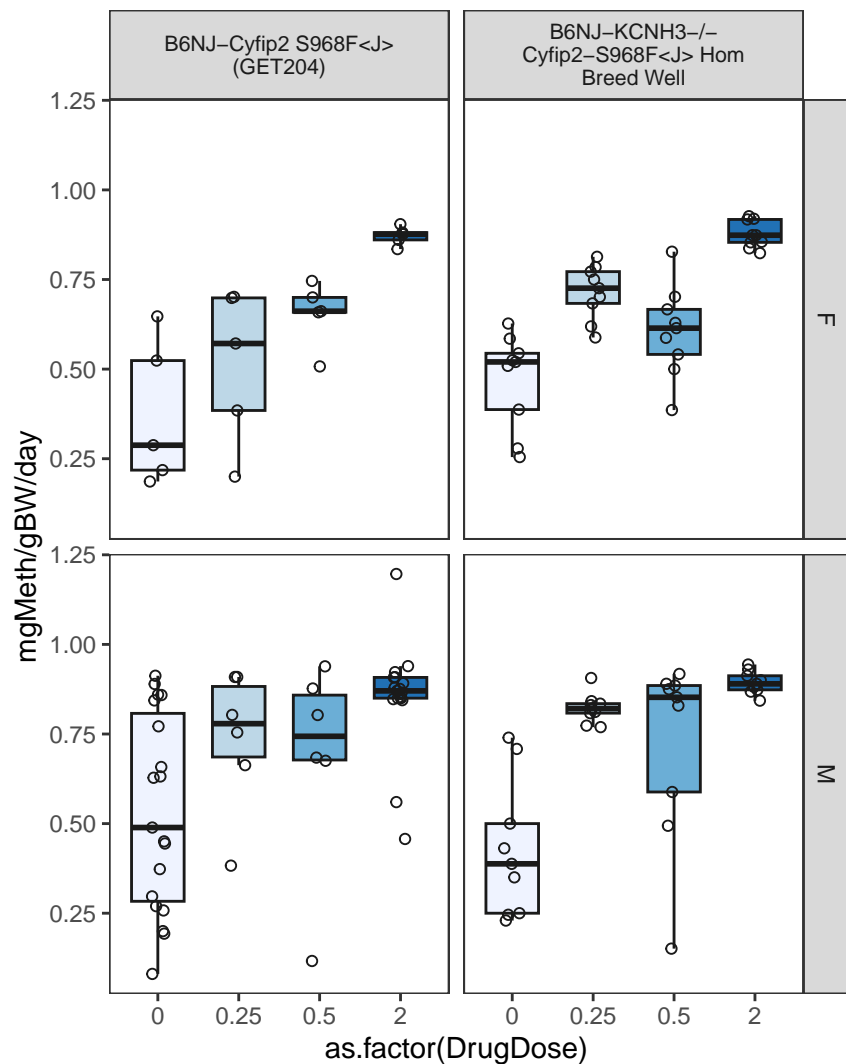 B6NJ−Cyfip2 S968F<J>
(GET204)
B6NJ−KCNH3−/−
Cyfip2−S968F<J> Hom
Breed Well
1.25
1.00
0.75
0.50
0.25
F
mgMeth/gBW/day
1.25
1.00
0.75
0.50
0.25
M
0
0.25
0.5
2
0
0.25
0.5
2
as.factor(DrugDose)